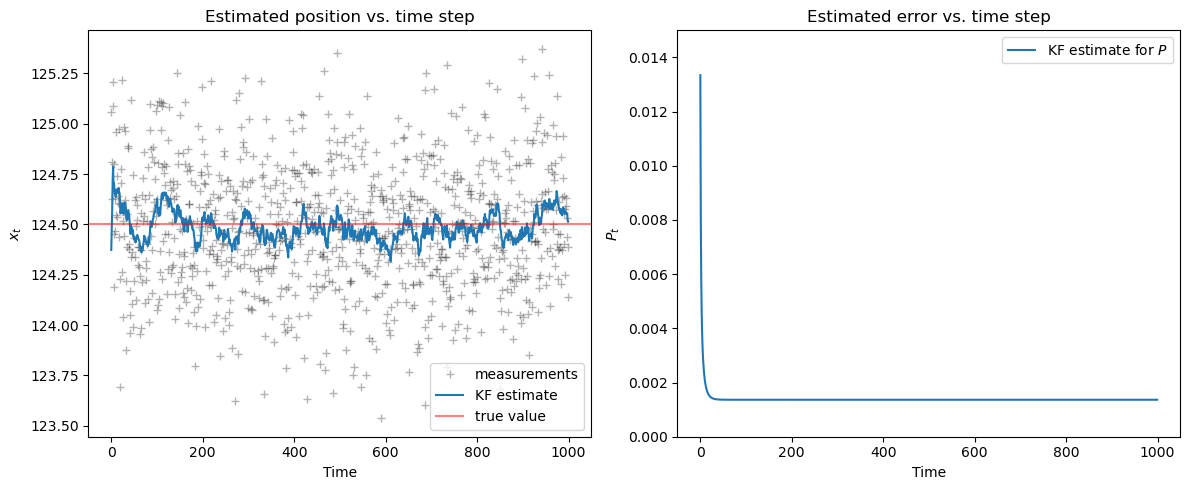 Estimated position vs. time step
125.25
125.00
124.75
124.50
124.25
124.00
123.75
123.50
x_t
0
200
400
600
800
1000
Time
measurements
KF estimate
true value
Estimated error vs. time step
0.014
0.012
0.010
0.008
0.006
0.004
0.002
0.000
P_t
0
200
400
600
800
1000
Time
KF estimate for P